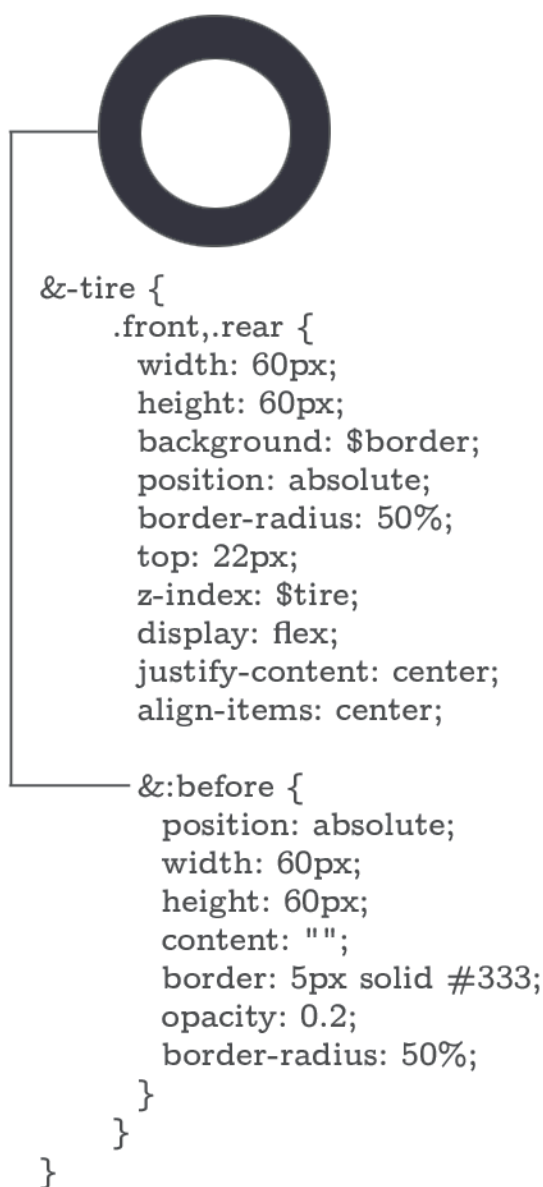 &-tire {
.front,.rear {
width: 60px;
height: 60px;
background: $border;
position: absolute;
border-radius: 50%;
top: 22px;
z-index: $tire;
display: flex;
justify-content: center;
align-items: center;
&:before {
position: absolute;
width: 60px;
height: 60px;
content: "";
border: 5px solid #333;
opacity: 0.2;
border-radius: 50%;
}
}
}